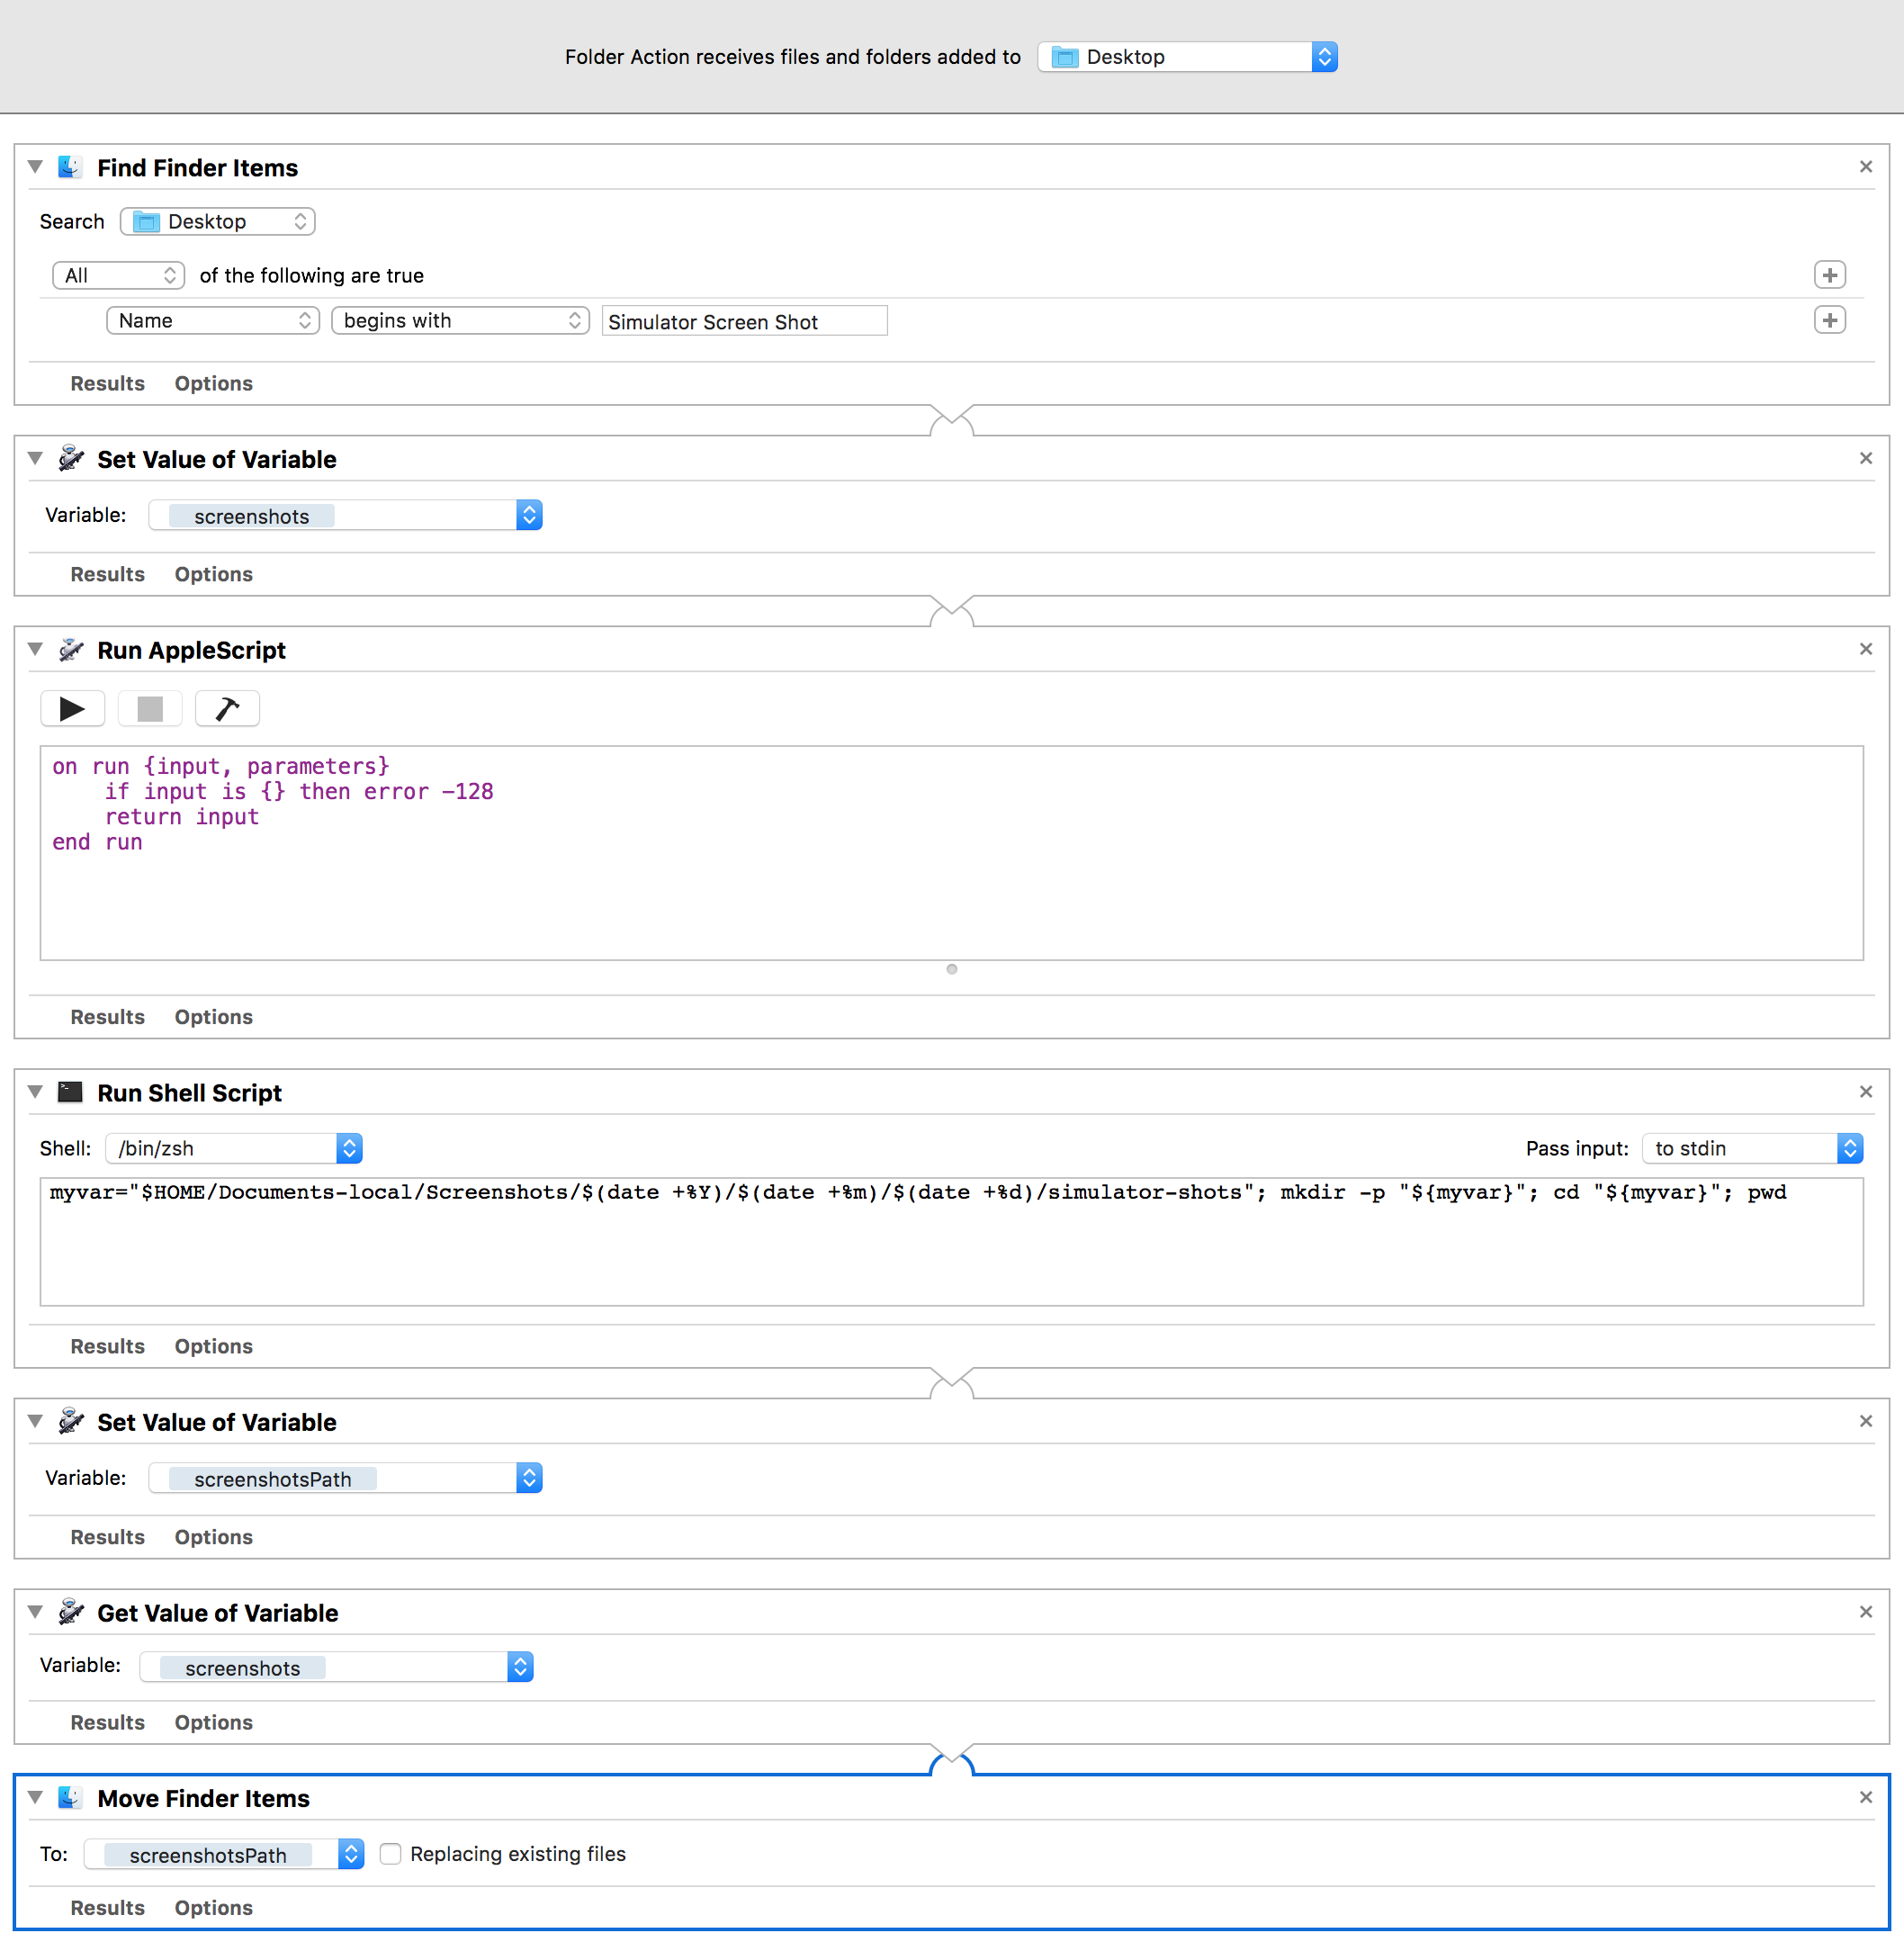 Folder Action receives files and folders added to Desktop
Find Finder Items
Search Desktop
All of the following are true
Name begins with Simulator Screen Shot
Results Options
Set Value of Variable
Variable: screenshots
Results Options
Run AppleScript
on run {input, parameters}
if input is {} then error -128
return input
end run
Results Options
Run Shell Script
Shell: /bin/zsh Pass input: to stdin
myvar="$HOME/Documents-local/Screenshots/$(date +%Y)/$(date +%m)/$(date +%d)/simulator-shots"; mkdir -p "${myvar}"; cd "${myvar}"; pwd
Results Options
Set Value of Variable
Variable: screenshotsPath
Results Options
Get Value of Variable
Variable: screenshots
Results Options
Move Finder Items
To: screenshotsPath Replacing existing files
Results Options